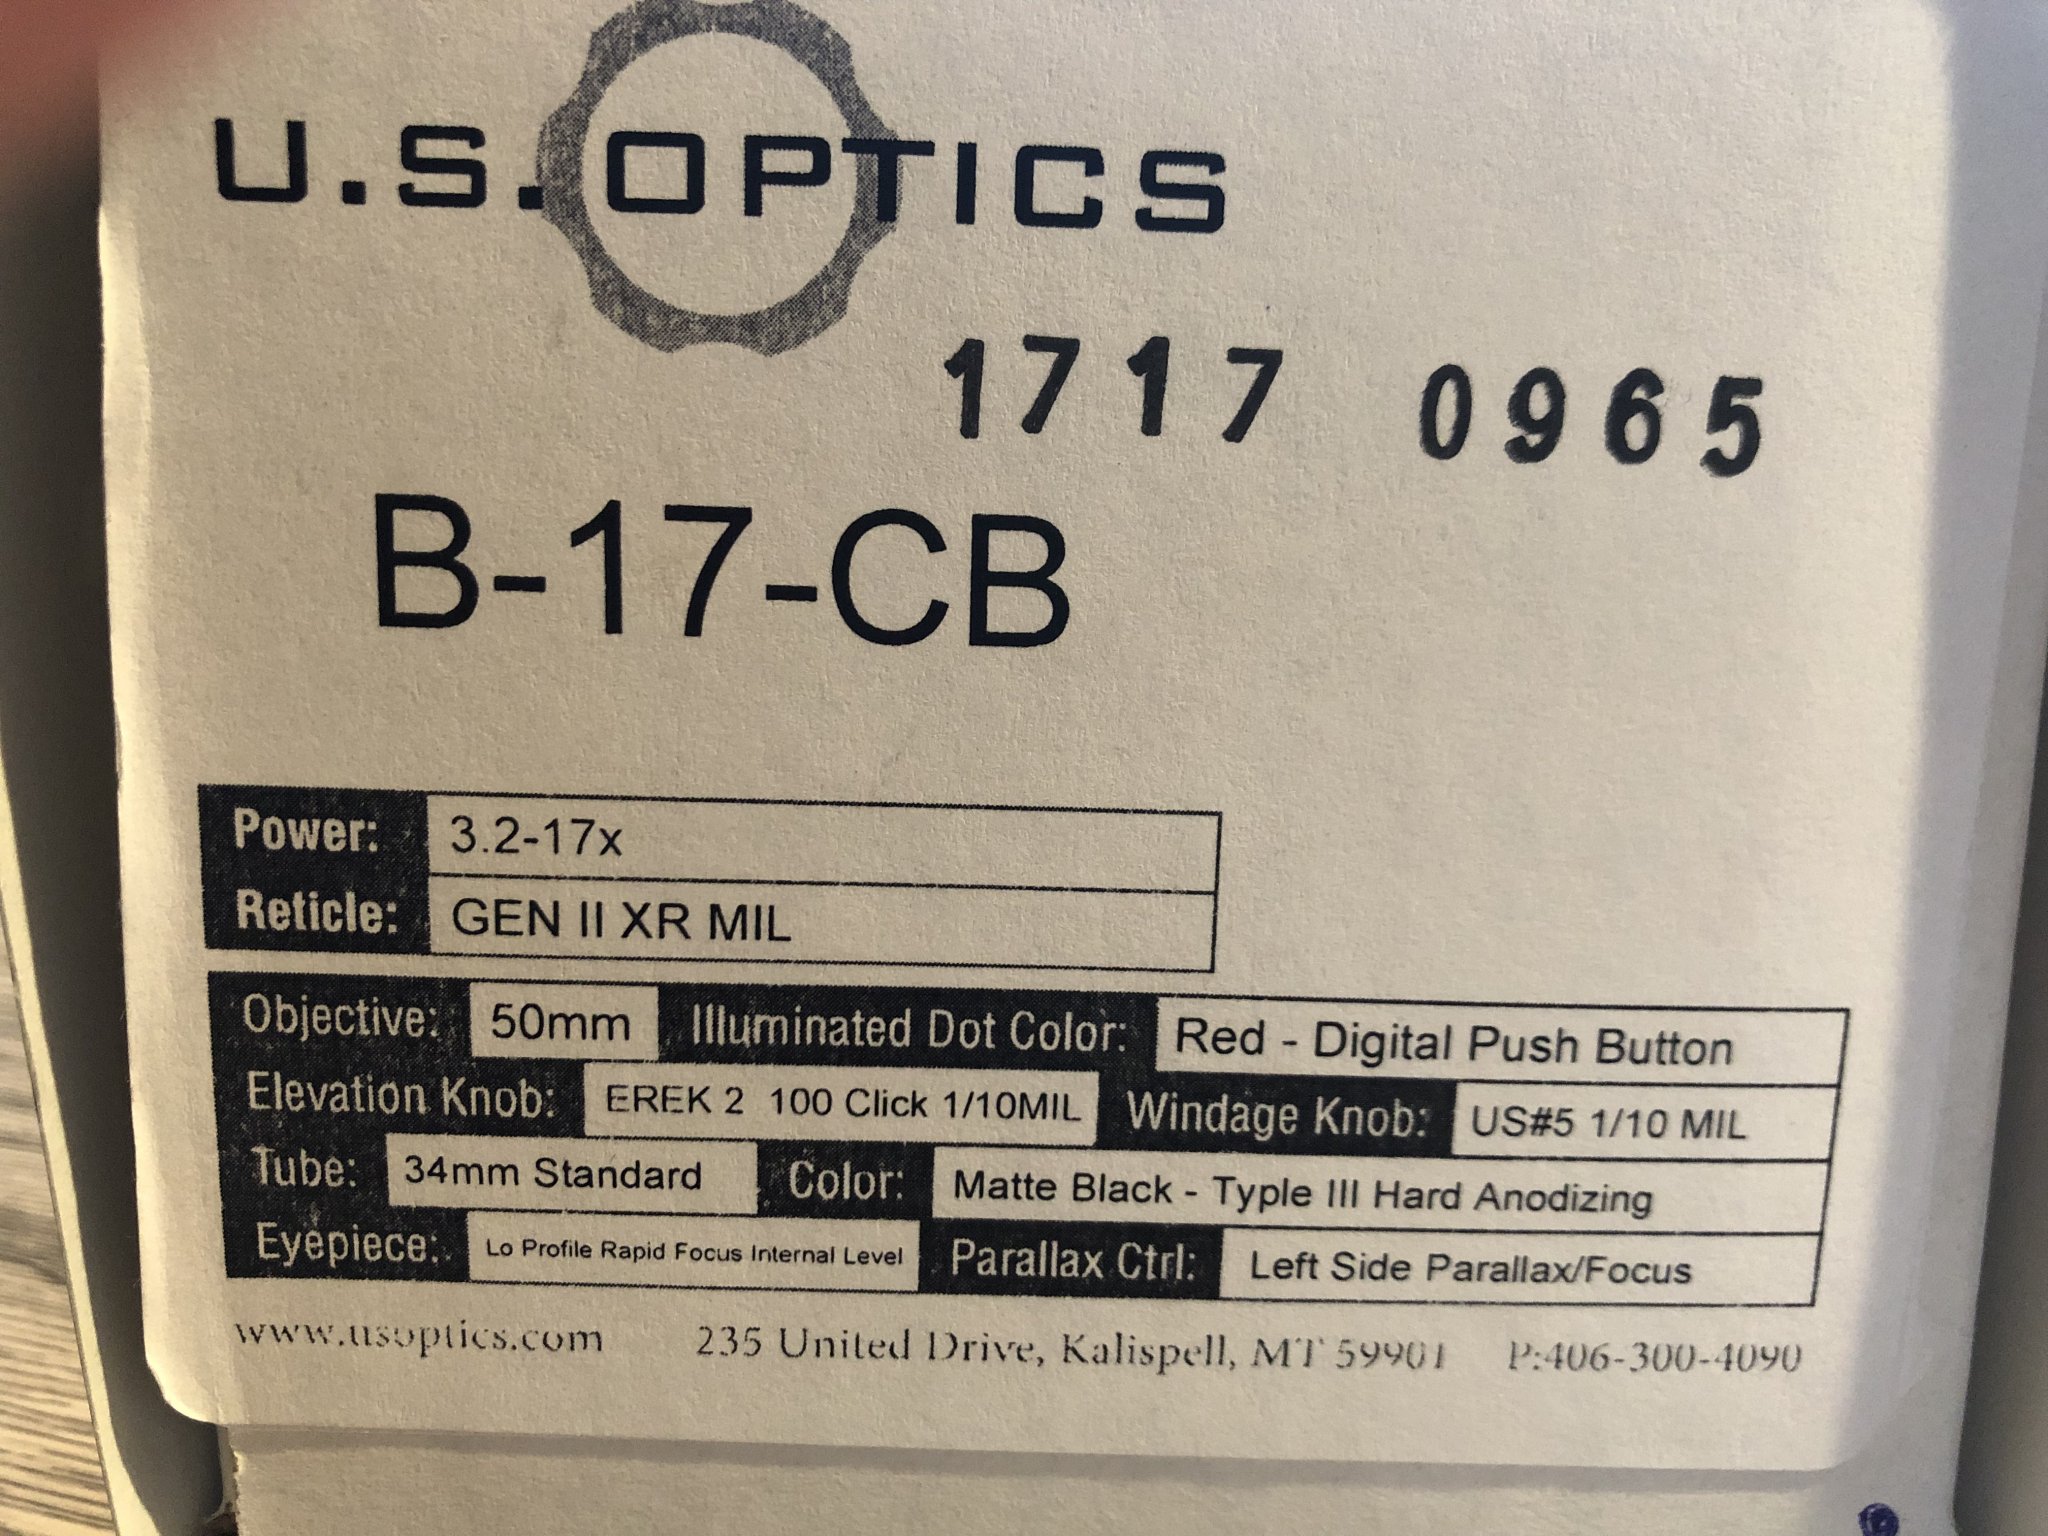 U.S. OPTICS
1717 0965
B-17-CB
Power: 3.2-17x
Reticle: GEN II XR MIL
Objective: 50mm Illuminated Dot Color: Red - Digital Push Button
Elevation Knob: EREK 2 100 Click 1/10MIL Windage Knob: US#5 1/10 MIL
Tube: 34mm Standard Color: Matte Black - Typle III Hard Anodizing
Eyepiece: Lo Profile Rapid Focus Internal Level Parallax Ctrl: Left Side Parallax/Focus
www.usoptics.com 235 United Drive, Kalispell, MT 59901 P:406-300-4090